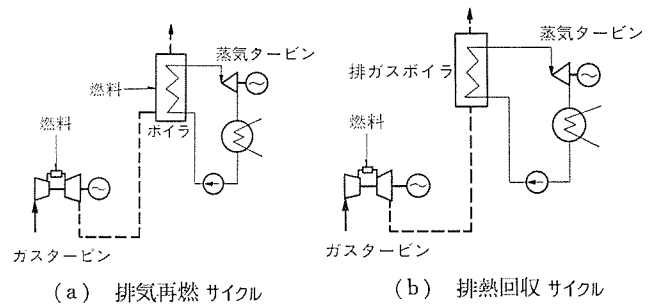 蒸気タービン
燃料
ボイラ
燃料
ガスタービン
(a) 排気再燃サイクル
蒸気タービン
排ガスボイラ
燃料
ガスタービン
(b) 排熱回収サイクル